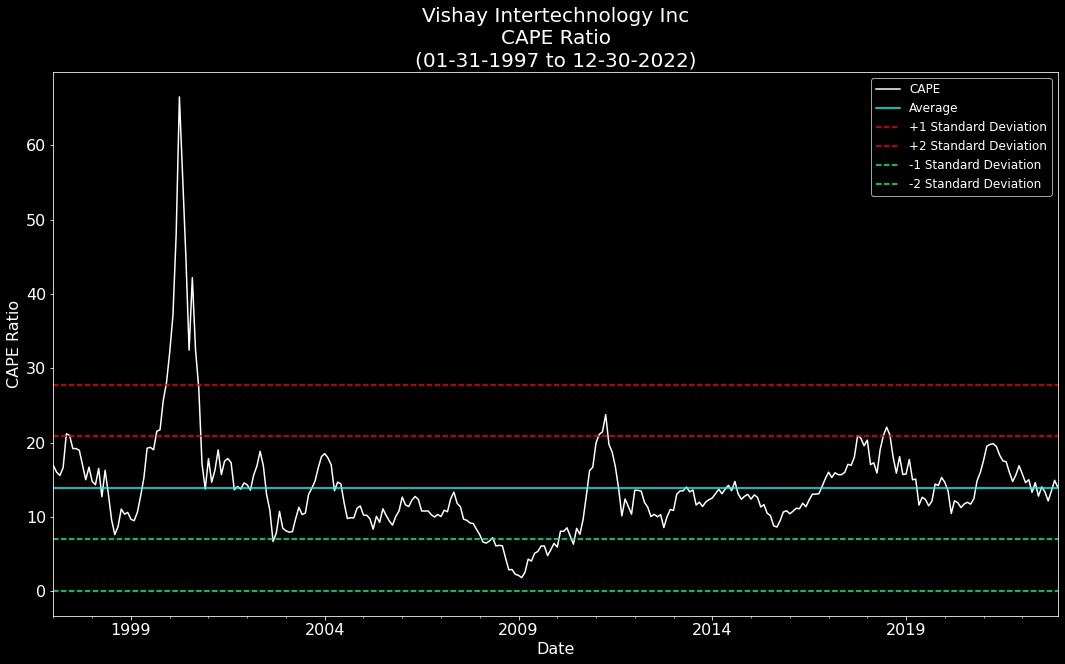 Vishay Intertechnology Inc
CAPE Ratio
(01-31-1997 to 12-30-2022)
CAPE
Average
+1 Standard Deviation
+2 Standard Deviation
-1 Standard Deviation
-2 Standard Deviation
CAPE Ratio
60
50
40
30
20
10
0
1999 2004 2009 2014 2019
Date